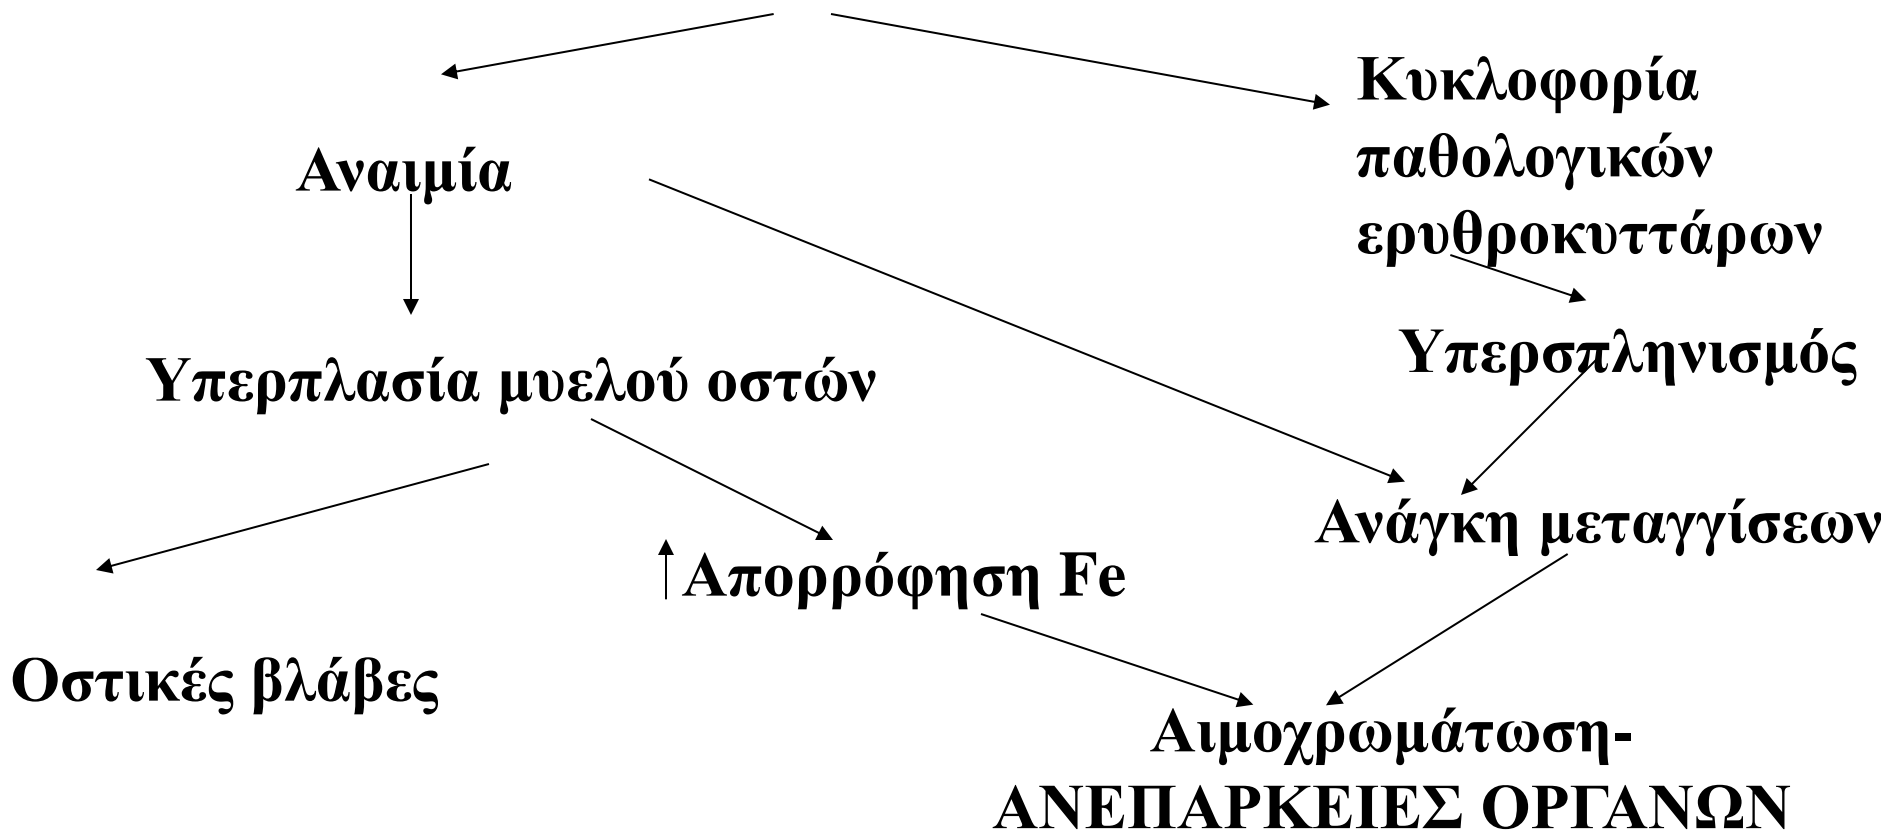 Κυκλοφορία
παθολογικών
ερυθροκυττάρων
Αναιμία
Υπερσπληνισμός
Υπερπλασία μυελού οστών
Ανάγκη μεταγγίσεων
Απορρόφηση Fe
Οστικές βλάβες
Αιμοχρωμάτωση-
ΑΝΕΠΑΡΚΕΙΕΣ ΟΡΓΑΝΩΝ